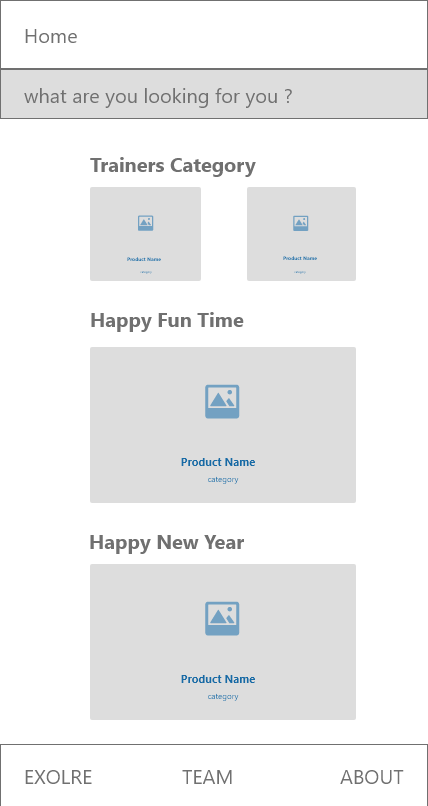 Home
what are you looking for you ?
Trainers Category
Product Name
category
Product Name
category
Happy Fun Time
Product Name
category
Happy New Year
Product Name
category
EXOLRE TEAM ABOUT